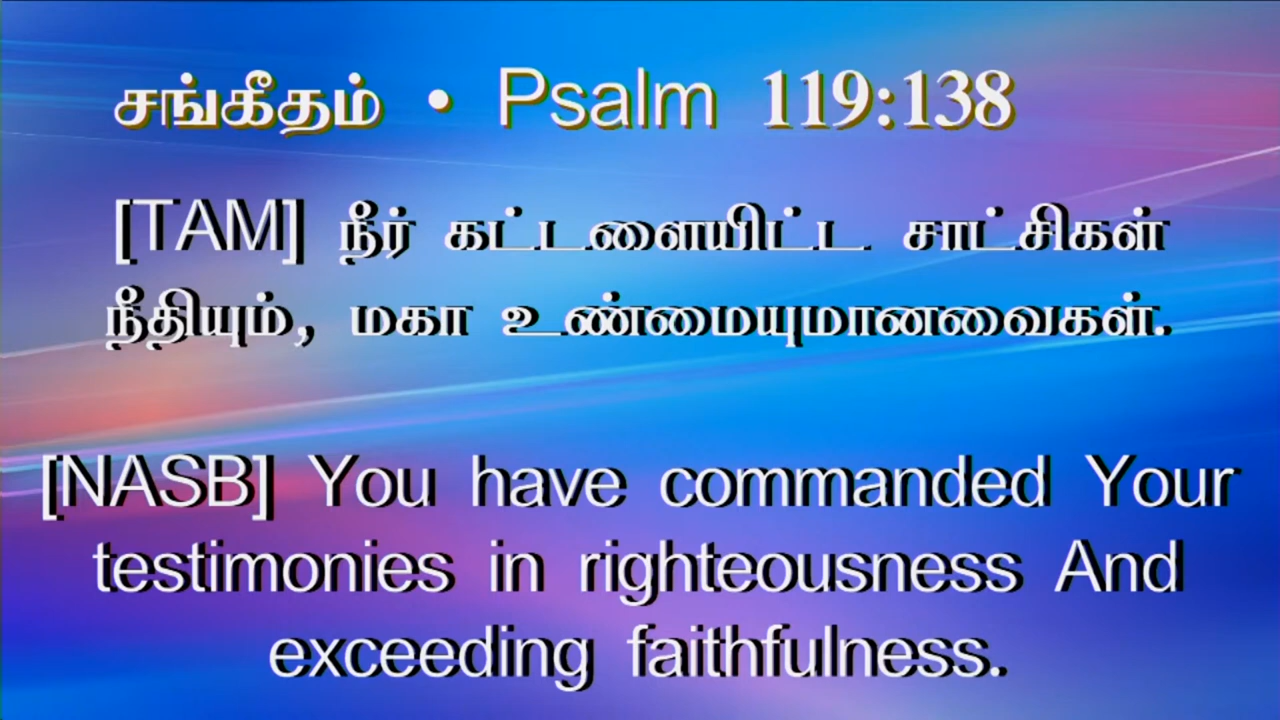 சங்கீதம் • Psalm 119:138
[TAM] நீர் கட்டளையிட்ட சாட்சிகள்
நீதியும், மகா உண்மையுமானவைகள்.
[NASB] You have commanded Your
testimonies in righteousness And
exceeding faithfulness.